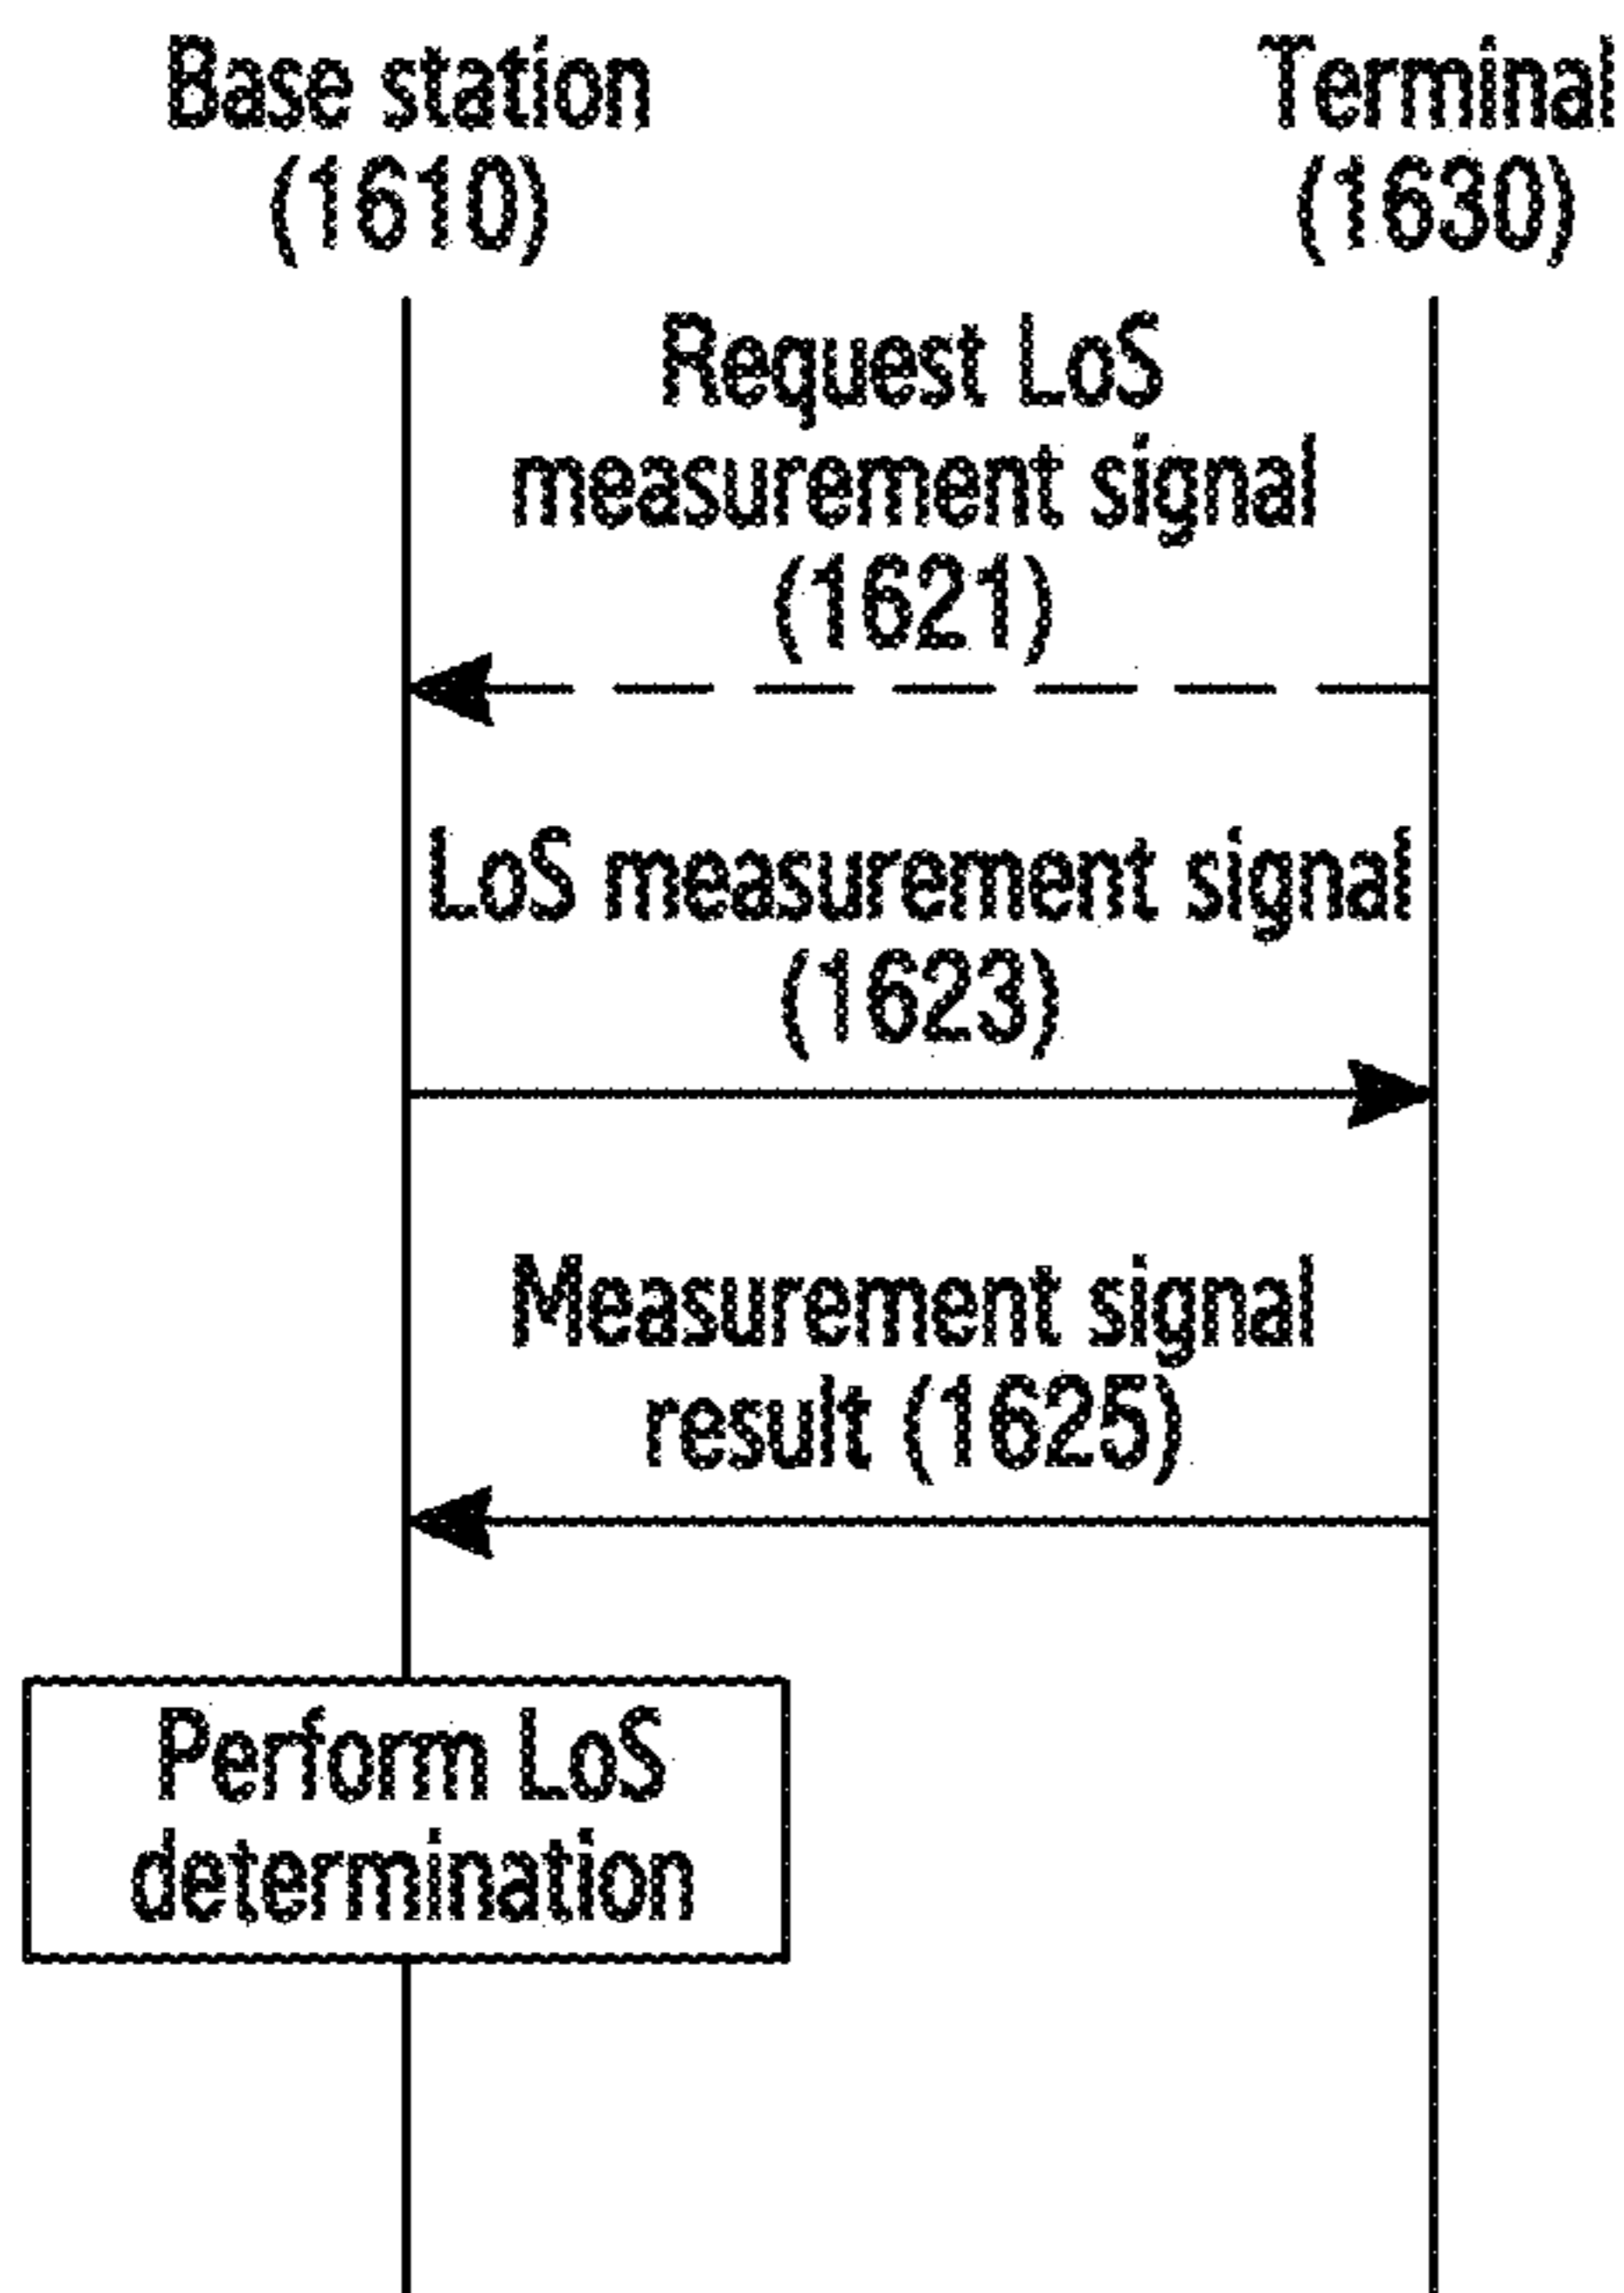 Base station
(1610)
Terminal
(1630)
Request LoS
measurement signal
(1621)
LoS measurement signal
(1623)
Measurement signal
result (1625)
Perform LoS
determination